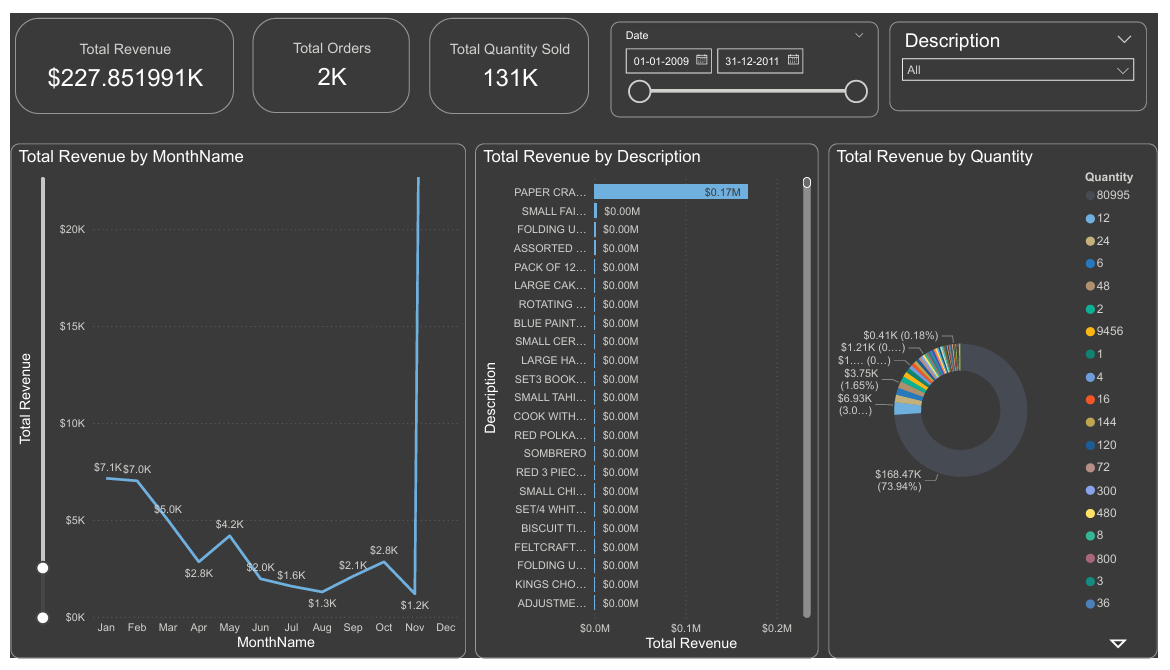 Total Revenue
$227.851991K
Total Orders
2K
Total Quantity Sold
131K
Date
01-01-2009
31-12-2011
Description
All
Total Revenue by MonthName
Total Revenue
$20K
$15K
$10K
$5K
$0K
$7.1K
$7.0K
$5.0K
$2.8K
$4.2K
$2.0K
$1.6K
$1.3K
$2.1K
$2.8K
$1.2K
Jan Feb Mar Apr May Jun Jul Aug Sep Oct Nov Dec
MonthName
Total Revenue by Description
Description
PAPER CRA... $0.17M
SMALL FAI... $0.00M
FOLDING U... $0.00M
ASSORTED ... $0.00M
PACK OF 12... $0.00M
LARGE CAK... $0.00M
ROTATING ... $0.00M
BLUE PAINT... $0.00M
SMALL CER... $0.00M
LARGE HA... $0.00M
SET3 BOOK... $0.00M
SMALL TAHI... $0.00M
COOK WITH... $0.00M
RED POLKA... $0.00M
SOMBRERO $0.00M
RED 3 PIEC... $0.00M
SMALL CHI... $0.00M
SET/4 WHIT... $0.00M
BISCUIT TI... $0.00M
FELTCRAFT... $0.00M
FOLDING U... $0.00M
KINGS CHO... $0.00M
ADJUSTME... $0.00M
$0.0M $0.1M $0.2M
Total Revenue
Total Revenue by Quantity
$0.41K (0.18%)
$1.21K (0....)
$1.... (0...)
$3.75K
(1.65%)
$6.93K
(3.0...)
$168.47K
(73.94%)
Quantity
80995
12
24
6
48
2
9456
1
4
16
144
120
72
300
480
8
800
3
36